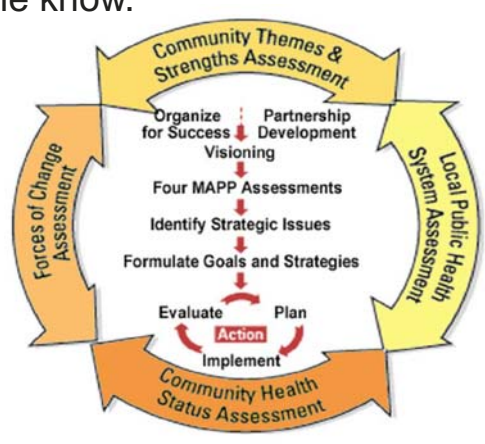 e know.
Community Themes &
Strengths Assessment
Organize
for Success
Partnership
Development
Visioning
Four MAPP Assessments
Identify Strategic Issues
Formulate Goals and Strategies
Evaluate
Plan
Action
Implement
Forces of Change
Assessment
Local Public Health
System Assessment
Community Health
Status Assessment